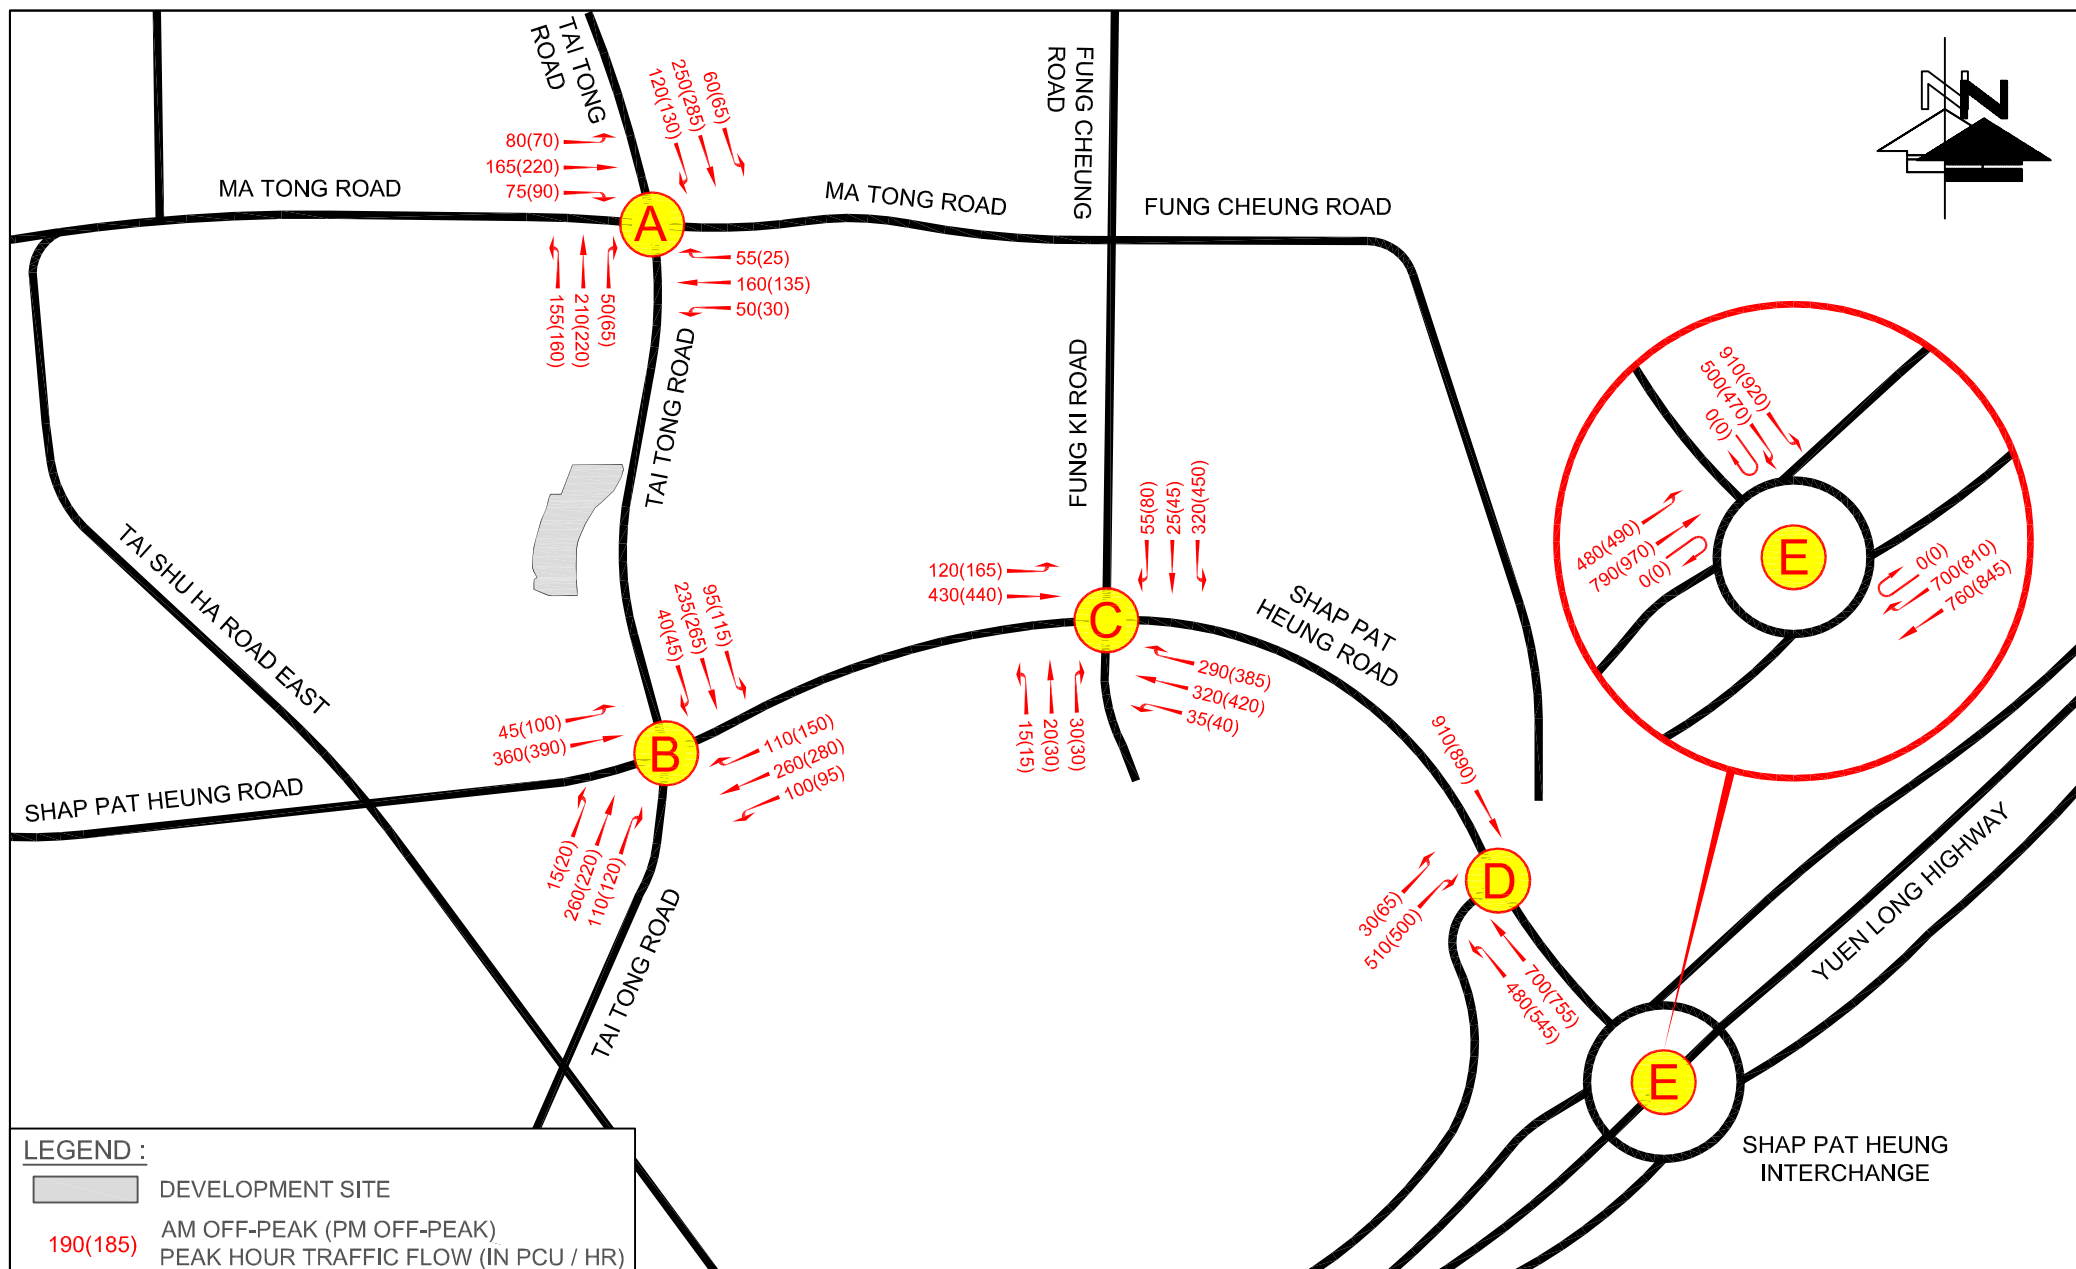 TAI TONG
ROAD
120(130)
250(285)
60(65)
FUNG CHEUNG
ROAD
N
80(70)
165(220)
75(90)
MA TONG ROAD
A
MA TONG ROAD
FUNG CHEUNG ROAD
55(25)
160(135)
50(30)
155(160)
210(220)
50(65)
TAI TONG ROAD
FUNG KI ROAD
910(920)
500(470)
0(0)
480(490)
790(970)
0(0)
E
0(0)
700(810)
760(845)
TAI SHU HA ROAD EAST
55(80)
25(45)
320(450)
120(165)
430(440)
C
SHAP PAT
HEUNG ROAD
290(385)
320(420)
35(40)
15(15)
20(30)
30(30)
40(45)
235(265)
95(115)
45(100)
360(390)
B
110(150)
260(280)
100(95)
SHAP PAT HEUNG ROAD
15(20)
260(220)
110(120)
TAI TONG ROAD
910(890)
D
30(65)
510(500)
700(755)
480(545)
YUEN LONG HIGHWAY
E
SHAP PAT HEUNG
INTERCHANGE
LEGEND :
DEVELOPMENT SITE
190(185)
AM OFF-PEAK (PM OFF-PEAK)
PEAK HOUR TRAFFIC FLOW (IN PCU / HR)